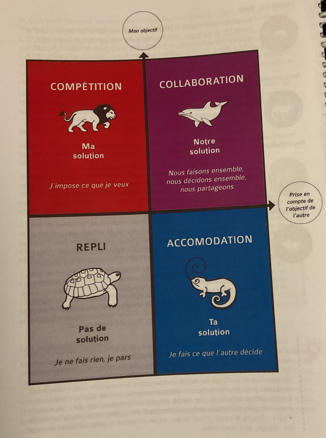 Mon objectif
COMPÉTITION
Ma
solution
J'impose ce que je veux
COLLABORATION
Notre
solution
Nous faisons ensemble,
nous décidons ensemble,
nous partageons
Prise en
compte de
l'objectif de
l'autre
REPLI
Pas de
solution
Je ne fais rien, je pars
ACCOMODATION
Ta
solution
Je fais ce que l'autre décide